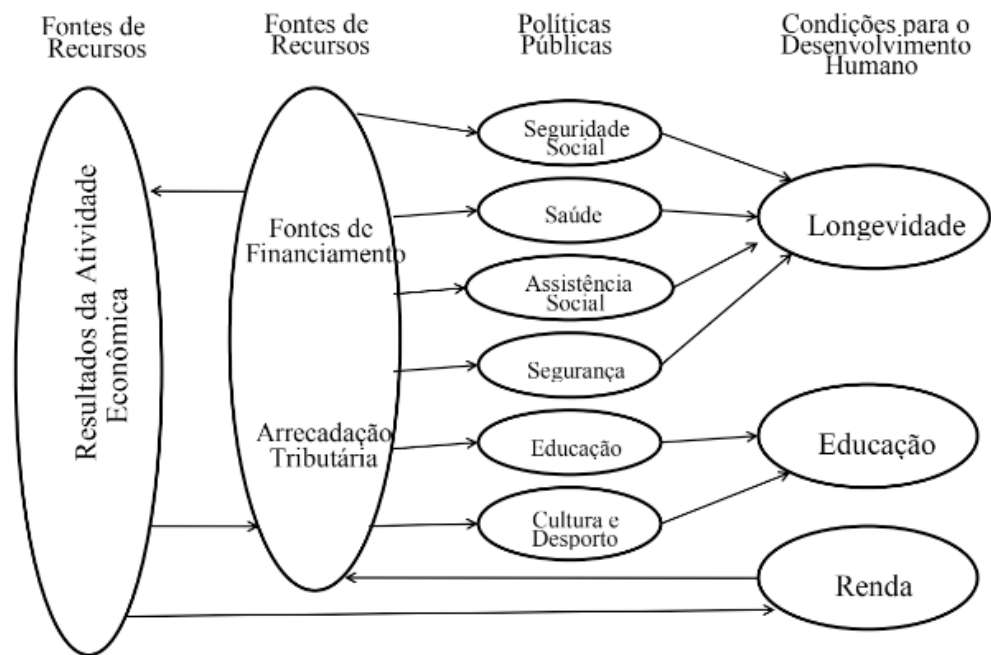 Fontes de
Recursos
Fontes de
Recursos
Políticas
Públicas
Condições para o
Desenvolvimento
Humano
Resultados da Atividade
Econômica
Fontes de
Financiamento
Arrecadação
Tributária
Seguridade
Social
Saúde
Assistência
Social
Segurança
Educação
Cultura e
Desporto
Longevidade
Educação
Renda